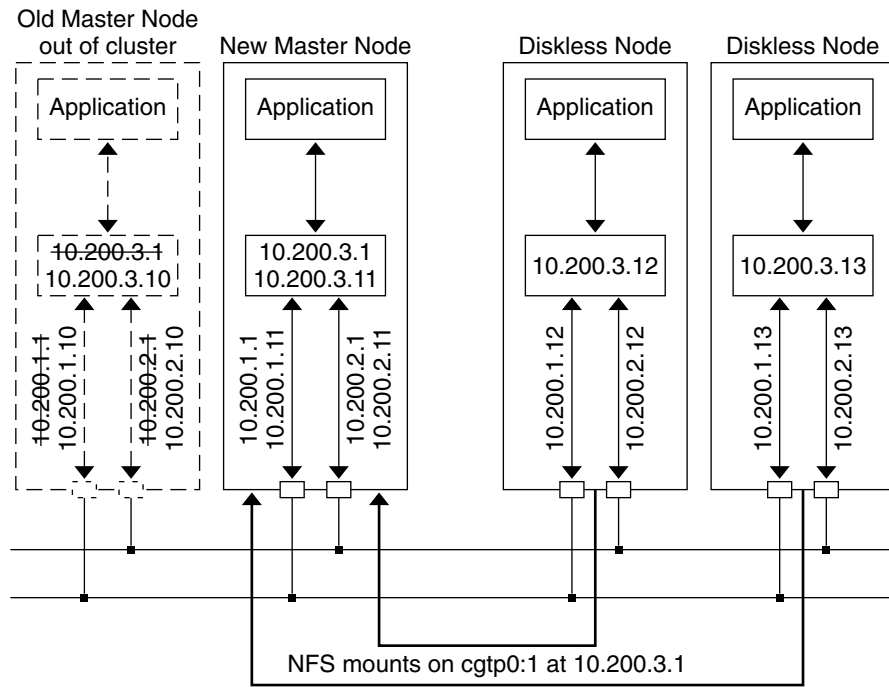 Old Master Node
out of cluster
New Master Node
Diskless Node
Diskless Node
Application
Application
Application
Application
10.200.3.1
10.200.3.10
10.200.3.1
10.200.3.11
10.200.3.12
10.200.3.13
10.200.1.1
10.200.1.10
10.200.2.1
10.200.2.10
10.200.1.1
10.200.1.11
10.200.2.1
10.200.2.11
10.200.1.12
10.200.2.12
10.200.1.13
10.200.2.13
NFS mounts on cgtp0:1 at 10.200.3.1